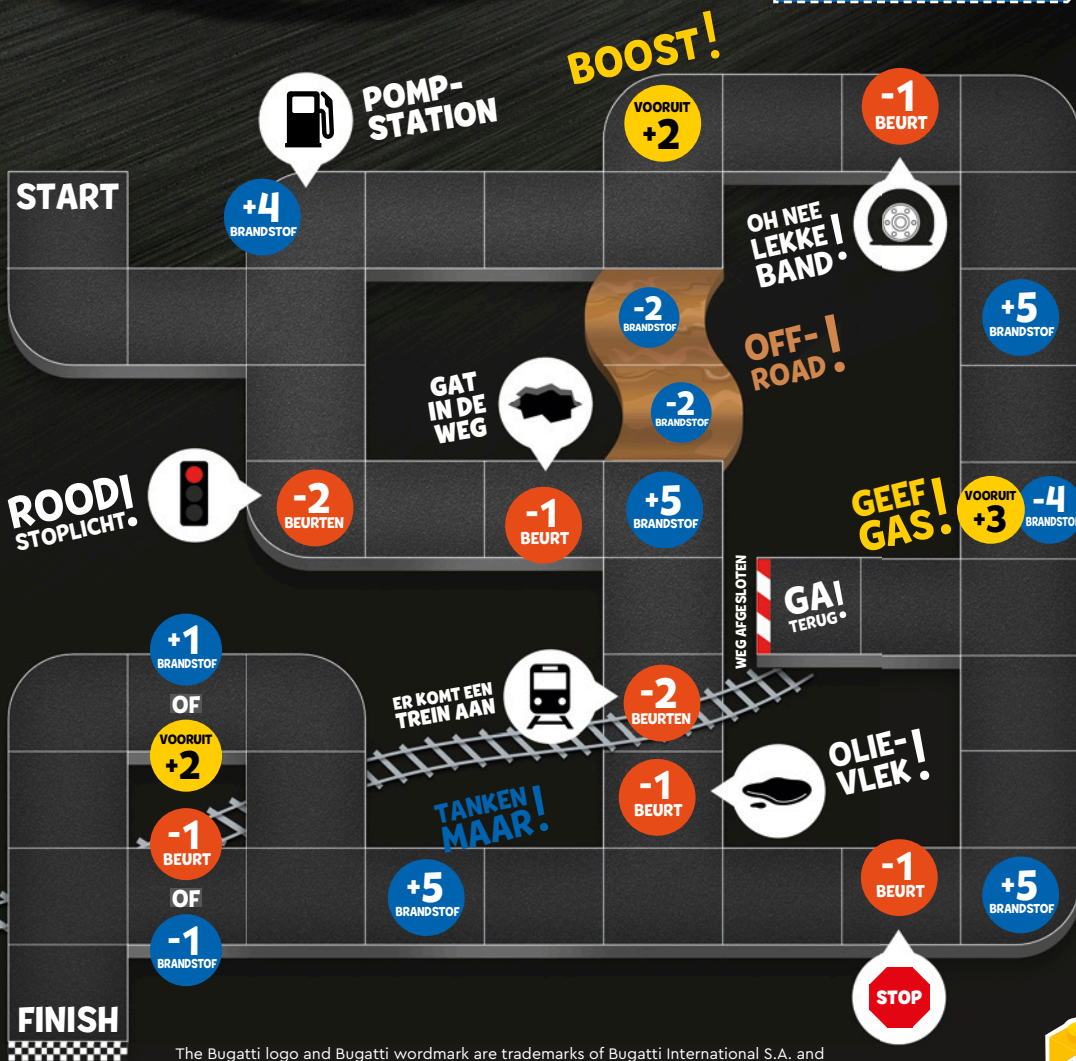 BOOST!
POMP-
STATION
VOORUIT
+2
-1
BEURT
START
+4
BRANDSTOF
OH NEE
LEKKE
BAND!
-2
BRANDSTOF
+5
BRANDSTOF
OFF-
ROAD!
GAT
IN DE
WEG
-2
BRANDSTOF
ROOD!
STOPLICHT.
-2
BEURTEN
-1
BEURT
+5
BRANDSTOF
GEEF
GAS!
VOORUIT
+3
-4
BRANDSTO
WEG AFGESLOTEN
GA!
TERUG.
+1
BRANDSTOF
OF
VOORUIT
+2
-1
BEURT
OF
-1
BRANDSTOF
ER KOMT EEN
TREIN AAN
-2
BEURTEN
OLIE-
VLEK!
-1
BEURT
TANKEN
MAAR!
+5
BRANDSTOF
-1
BEURT
+5
BRANDSTOF
STOP
FINISH
The Bugatti logo and Bugatti wordmark are trademarks of Bugatti International S.A. and